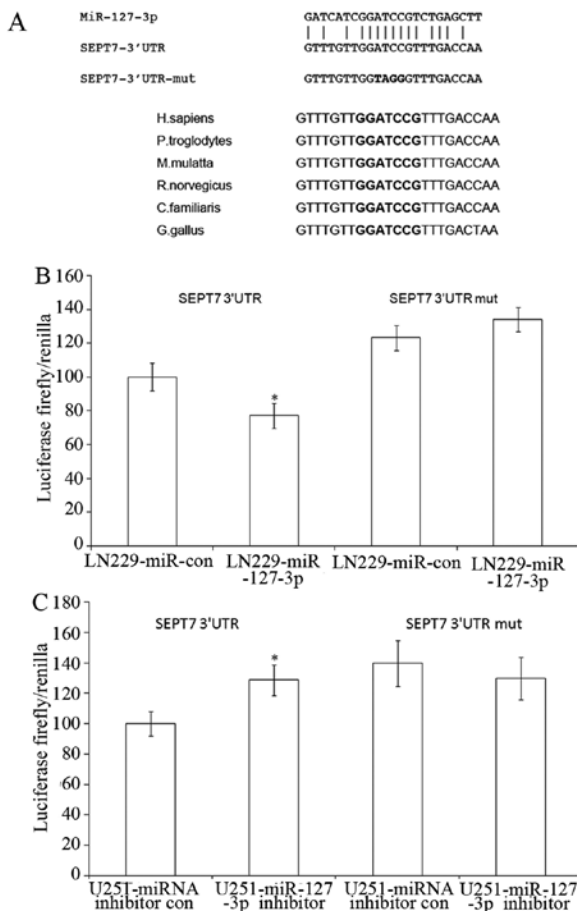 A
MiR-127-3p GATCATCGGATCCGTCTGAGCTT
SEPT7-3'UTR GTTTGTTGGATCCGTTTGACCAA
SEPT7-3'UTR-mut GTTTGTTGGTAGGGTTTGACCAA
H.sapiens GTTTGTTGGATCCGTTTGACCAA
P.troglodytes GTTTGTTGGATCCGTTTGACCAA
M.mulatta GTTTGTTGGATCCGTTTGACCAA
R.norvegicus GTTTGTTGGATCCGTTTGACCAA
C.familiaris GTTTGTTGGATCCGTTTGACCAA
G.gallus GTTTGTTGGATCCGTTTGACTAA
B
Luciferase firefly/renilla
160
140
120
100
80
60
40
20
0
SEPT7 3'UTR
SEPT7 3'UTR mut
*
LN229-miR-con
LN229-miR
-127-3p
LN229-miR-con
LN229-miR
-127-3p
C
Luciferase firefly/renilla
180
160
140
120
100
80
60
40
20
0
SEPT7 3'UTR
SEPT7 3'UTR mut
*
U251-miRNA
inhibitor con
U251-miR-127
-3p inhibitor
U251-miRNA
inhibitor con
U251-miR-127
-3p inhibitor